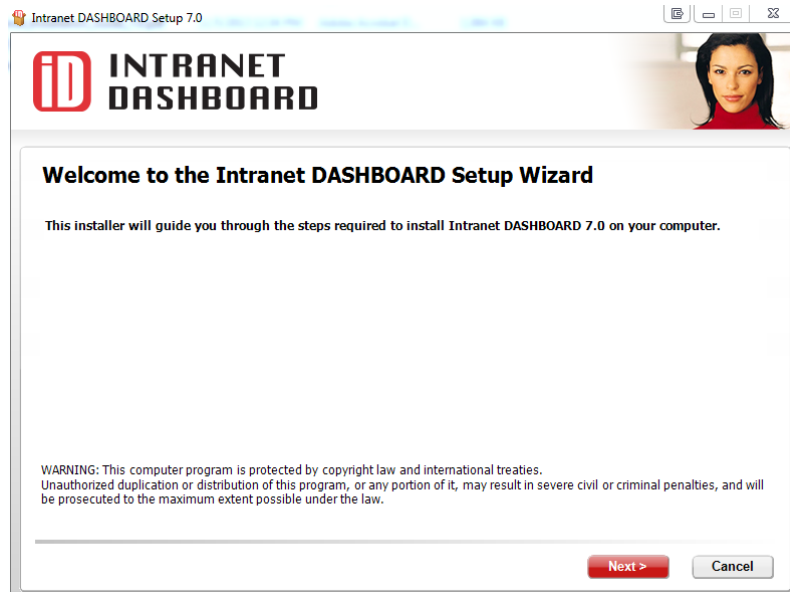 Intranet DASHBOARD Setup 7.0
iD INTRANET
DASHBOARD
Welcome to the Intranet DASHBOARD Setup Wizard
This installer will guide you through the steps required to install Intranet DASHBOARD 7.0 on your computer.
WARNING: This computer program is protected by copyright law and international treaties.
Unauthorized duplication or distribution of this program, or any portion of it, may result in severe civil or criminal penalties, and will
be prosecuted to the maximum extent possible under the law.
Next > Cancel